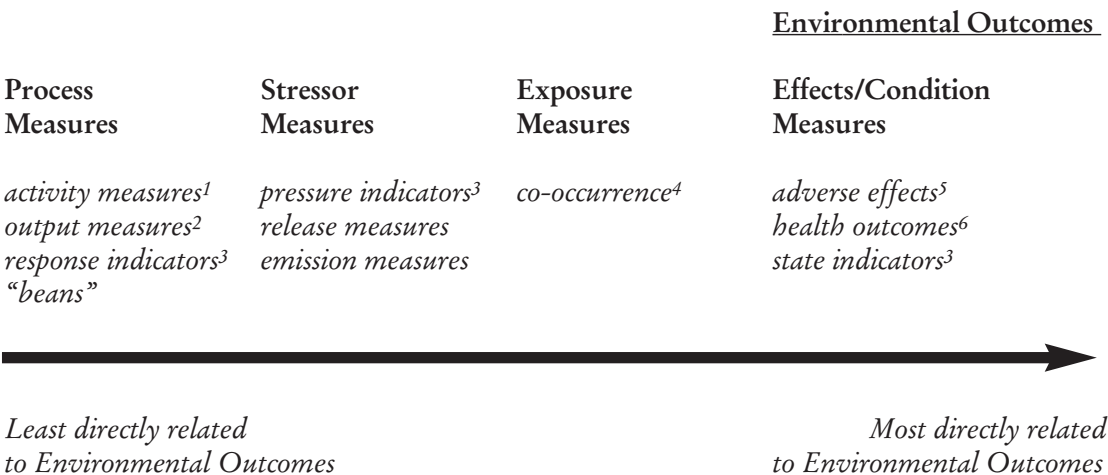 Environmental Outcomes
Process Measures
Stressor Measures
Exposure Measures
Effects/Condition Measures
activity measures¹
output measures²
response indicators³
“beans”
pressure indicators³
release measures
emission measures
co-occurrence⁴
adverse effects⁵
health outcomes⁶
state indicators³
Least directly related
to Environmental Outcomes
Most directly related
to Environmental Outcomes